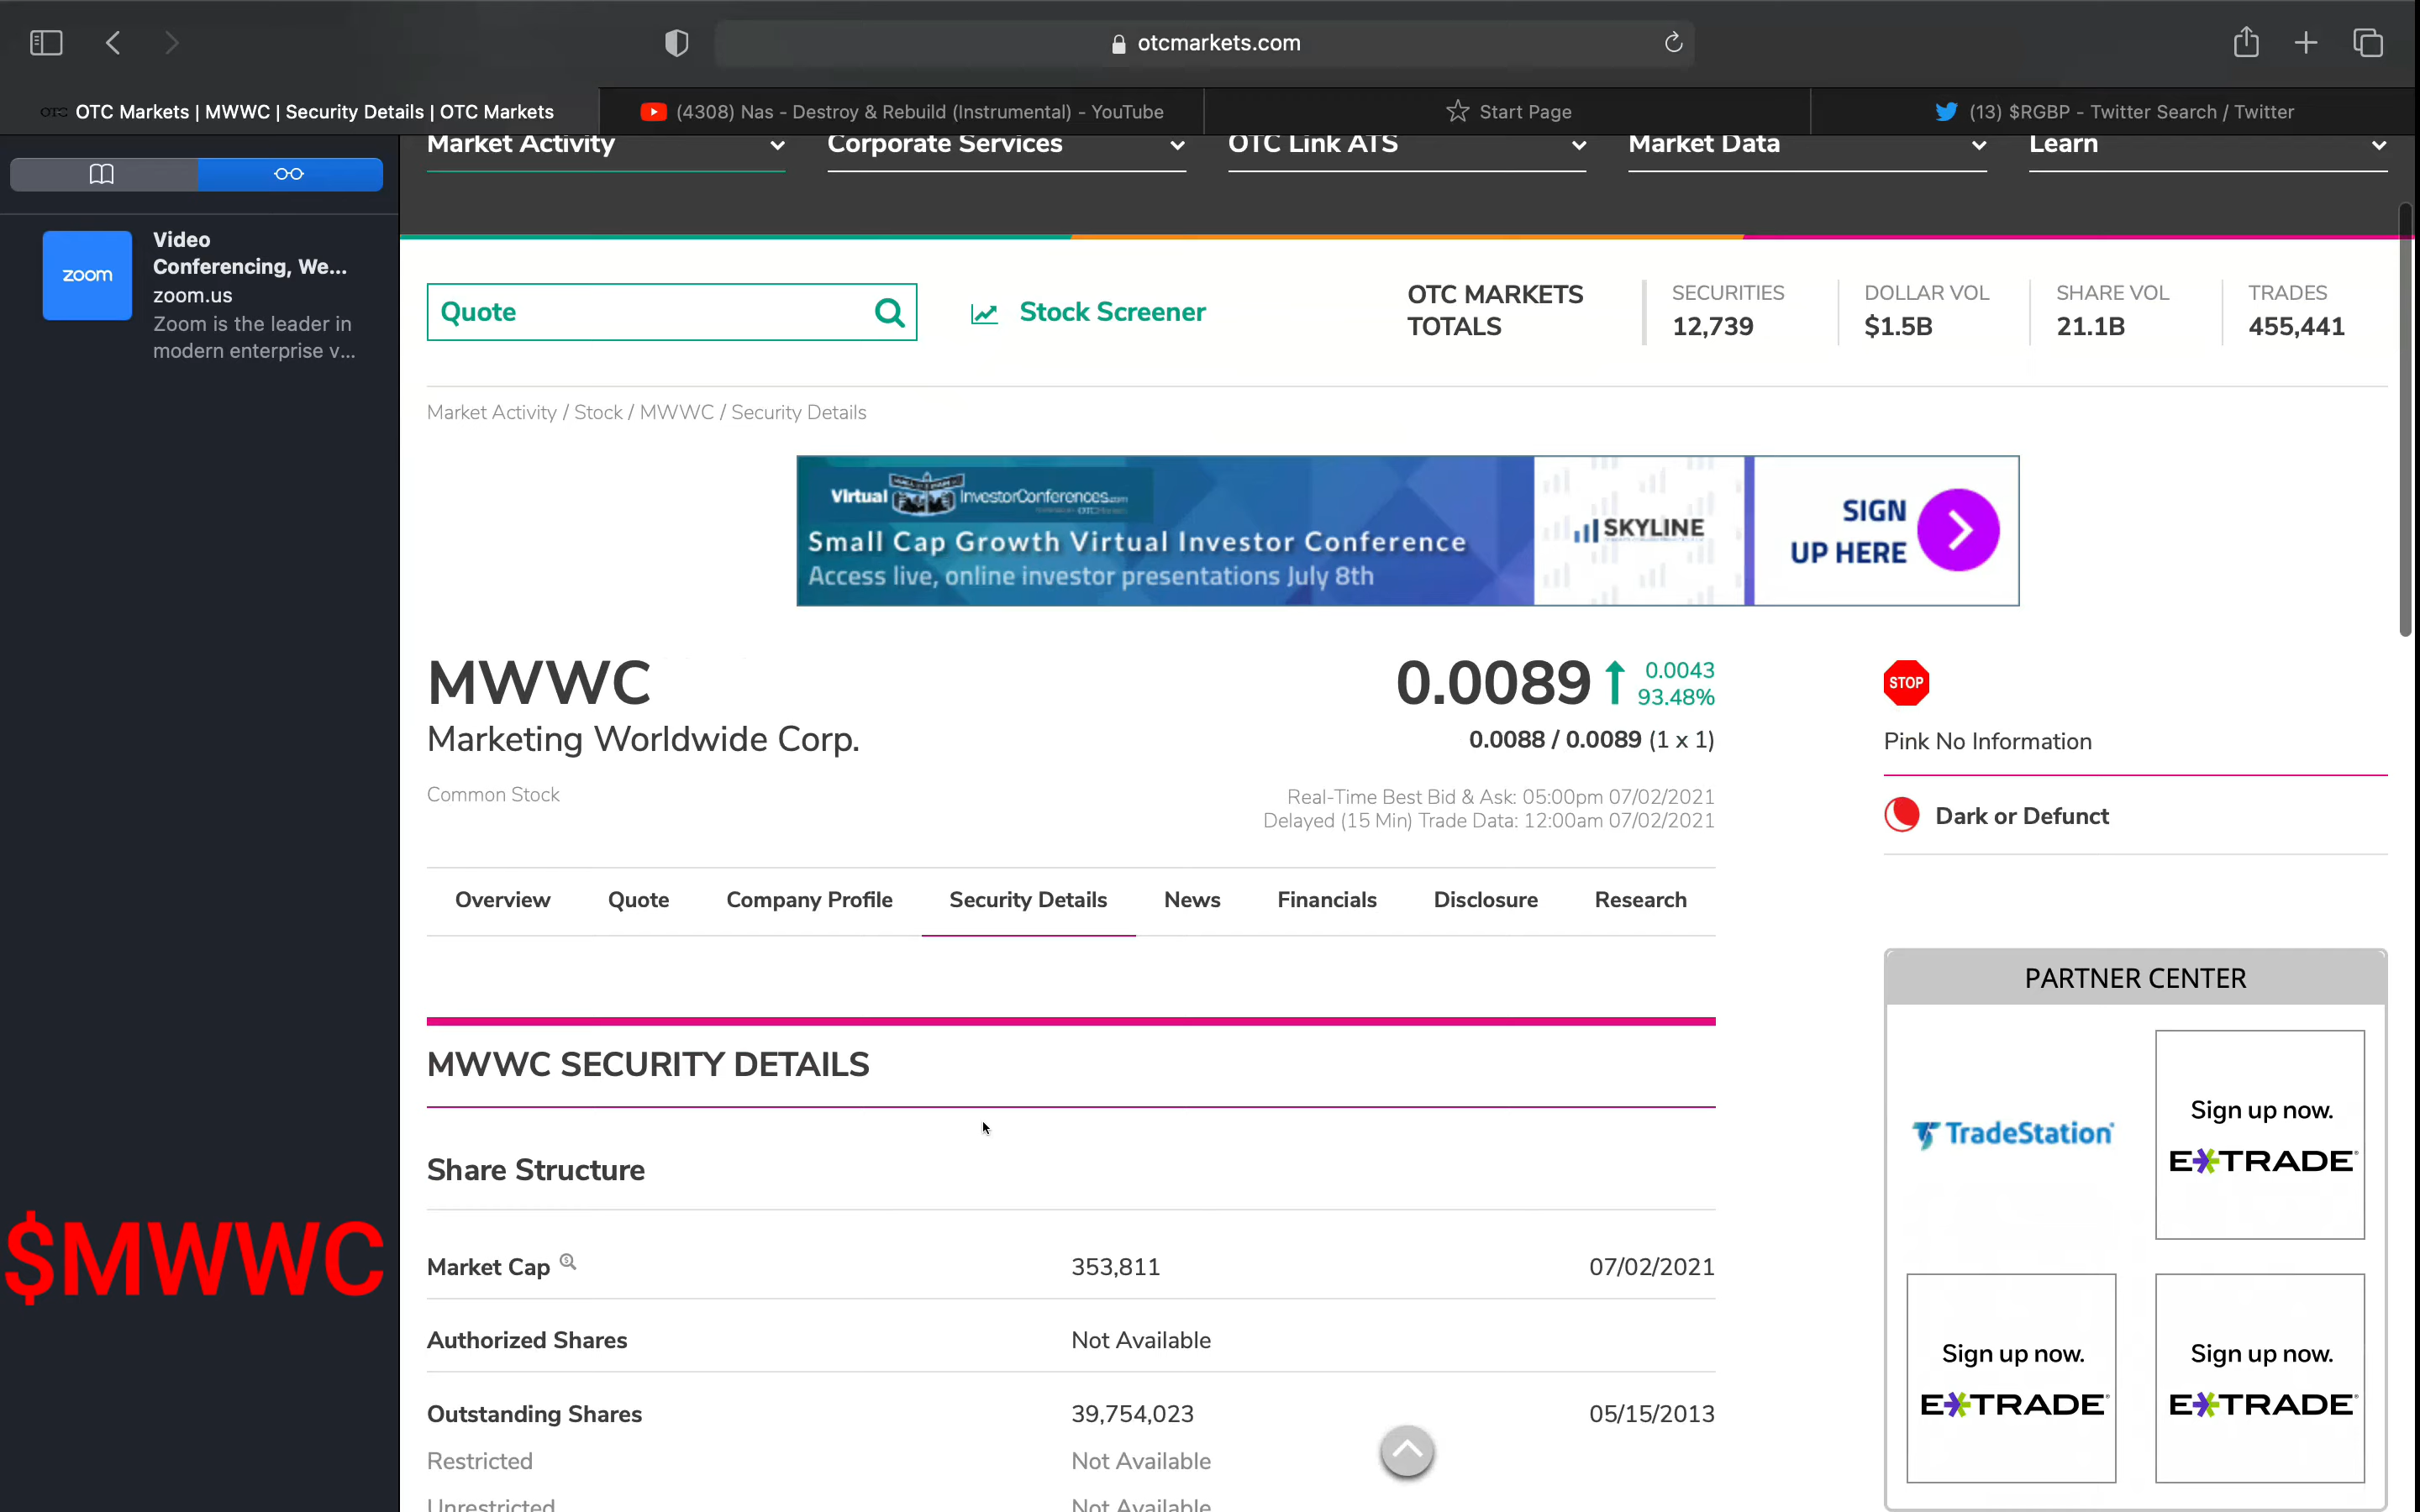 otcmarkets.com
OTC Markets | MWWC | Security Details | OTC Markets
(4308) Nas - Destroy & Rebuild (Instrumental) - YouTube
Start Page
(13) $RGBP - Twitter Search / Twitter
Market Activity
Corporate Services
OTC Link ATS
Market Data
Learn
zoom
Video
Conferencing, We...
zoom.us
Zoom is the leader in
modern enterprise v...
Quote
Stock Screener
OTC MARKETS
TOTALS
SECURITIES
12,739
DOLLAR VOL
$1.5B
SHARE VOL
21.1B
TRADES
455,441
Market Activity / Stock / MWWC / Security Details
Virtual InvestorConferences.com
Small Cap Growth Virtual Investor Conference
Access live, online investor presentations July 8th
SKYLINE
SIGN
UP HERE
MWWC
Marketing Worldwide Corp.
Common Stock
0.0089
0.0043
93.48%
0.0088 / 0.0089 (1 x 1)
Real-Time Best Bid & Ask: 05:00pm 07/02/2021
Delayed (15 Min) Trade Data: 12:00am 07/02/2021
STOP
Pink No Information
Dark or Defunct
Overview
Quote
Company Profile
Security Details
News
Financials
Disclosure
Research
MWWC SECURITY DETAILS
Share Structure
Market Cap 353,811 07/02/2021
Authorized Shares Not Available
Outstanding Shares 39,754,023 05/15/2013
Restricted Not Available
Unrestricted Not Available
PARTNER CENTER
TradeStation
Sign up now.
E*TRADE
Sign up now.
E*TRADE
Sign up now.
E*TRADE
$MWWC